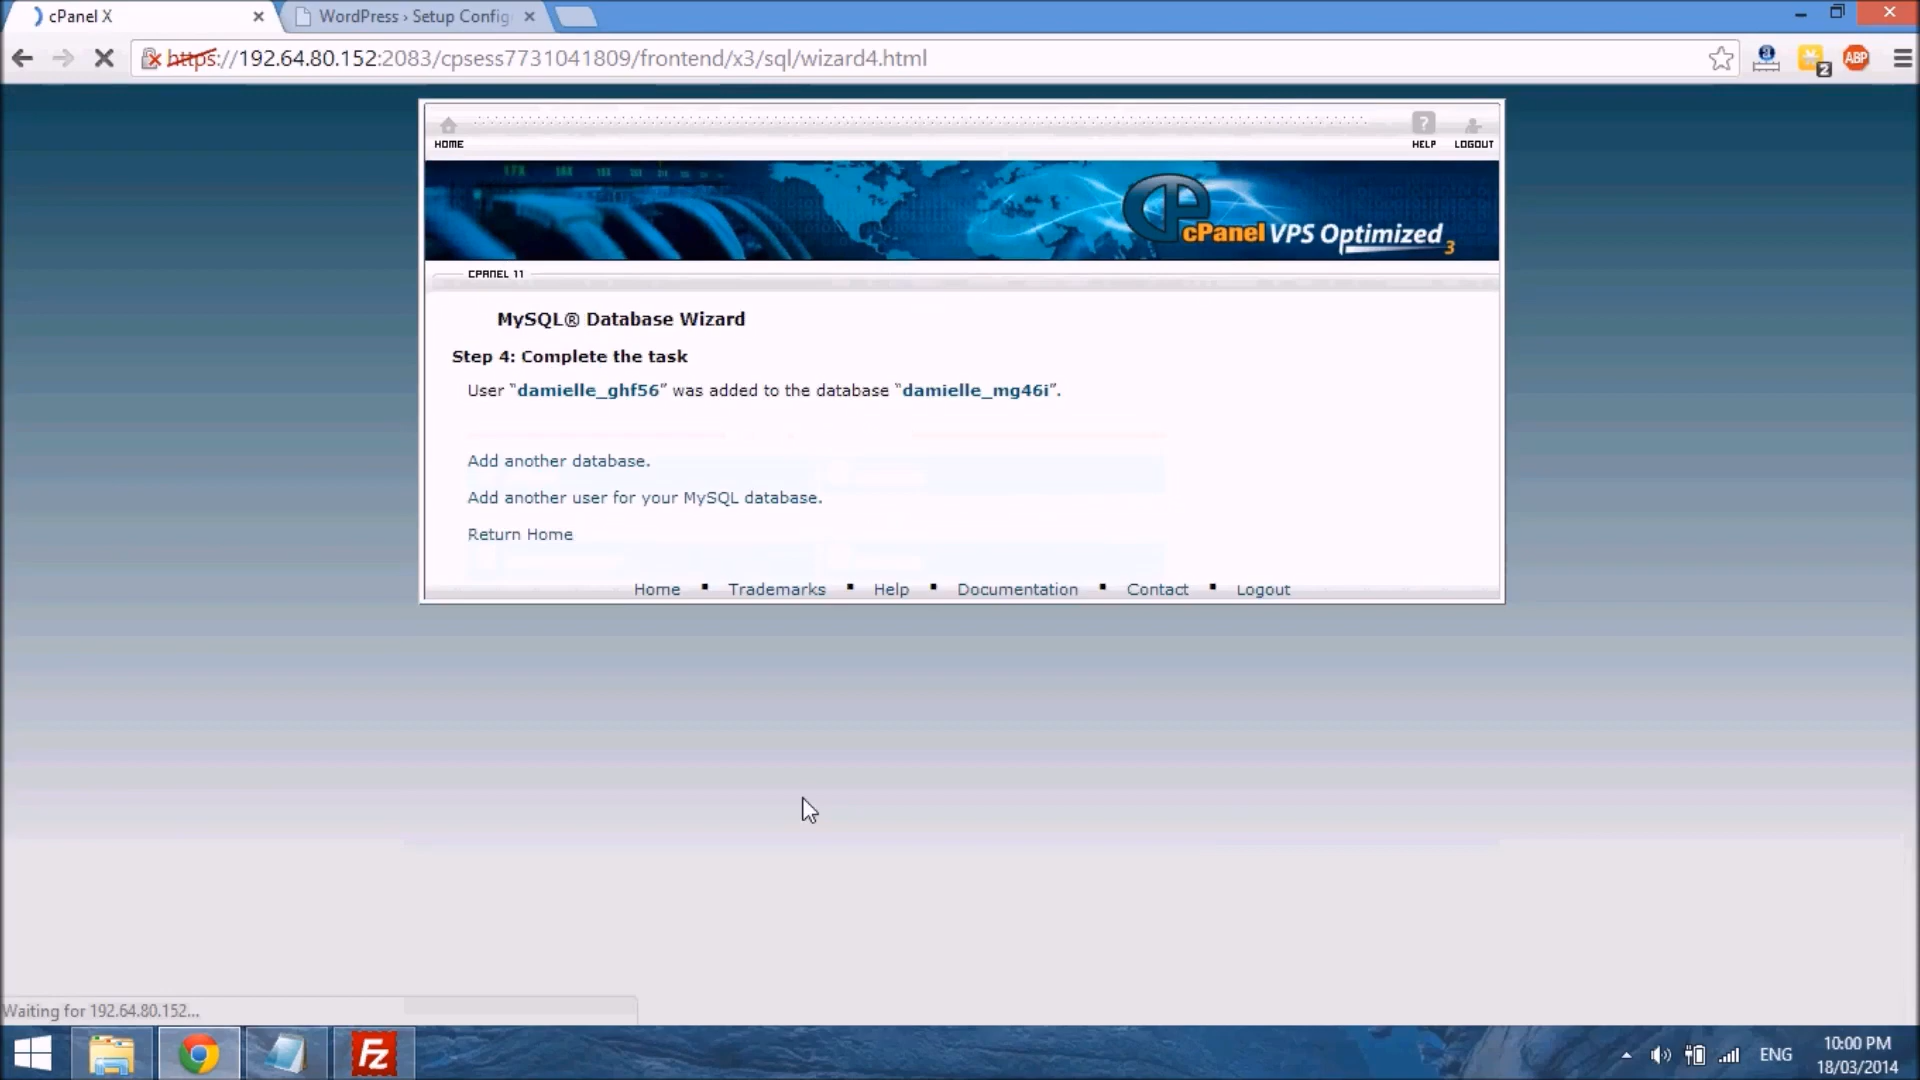 cPanel X
WordPress › Setup Config
https://192.64.80.152:2083/cpsess7731041809/frontend/x3/sql/wizard4.html
2
ABP
HOME
HELP
LOGOUT
cPanel VPS Optimized 3
CPANEL 11
MySQL® Database Wizard
Step 4: Complete the task
User “damielle_ghf56” was added to the database “damielle_mg46i”.
Add another database.
Add another user for your MySQL database.
Return Home
Home ▪ Trademarks ▪ Help ▪ Documentation ▪ Contact ▪ Logout
Waiting for 192.64.80.152...
Fz
ENG
10:00 PM
18/03/2014